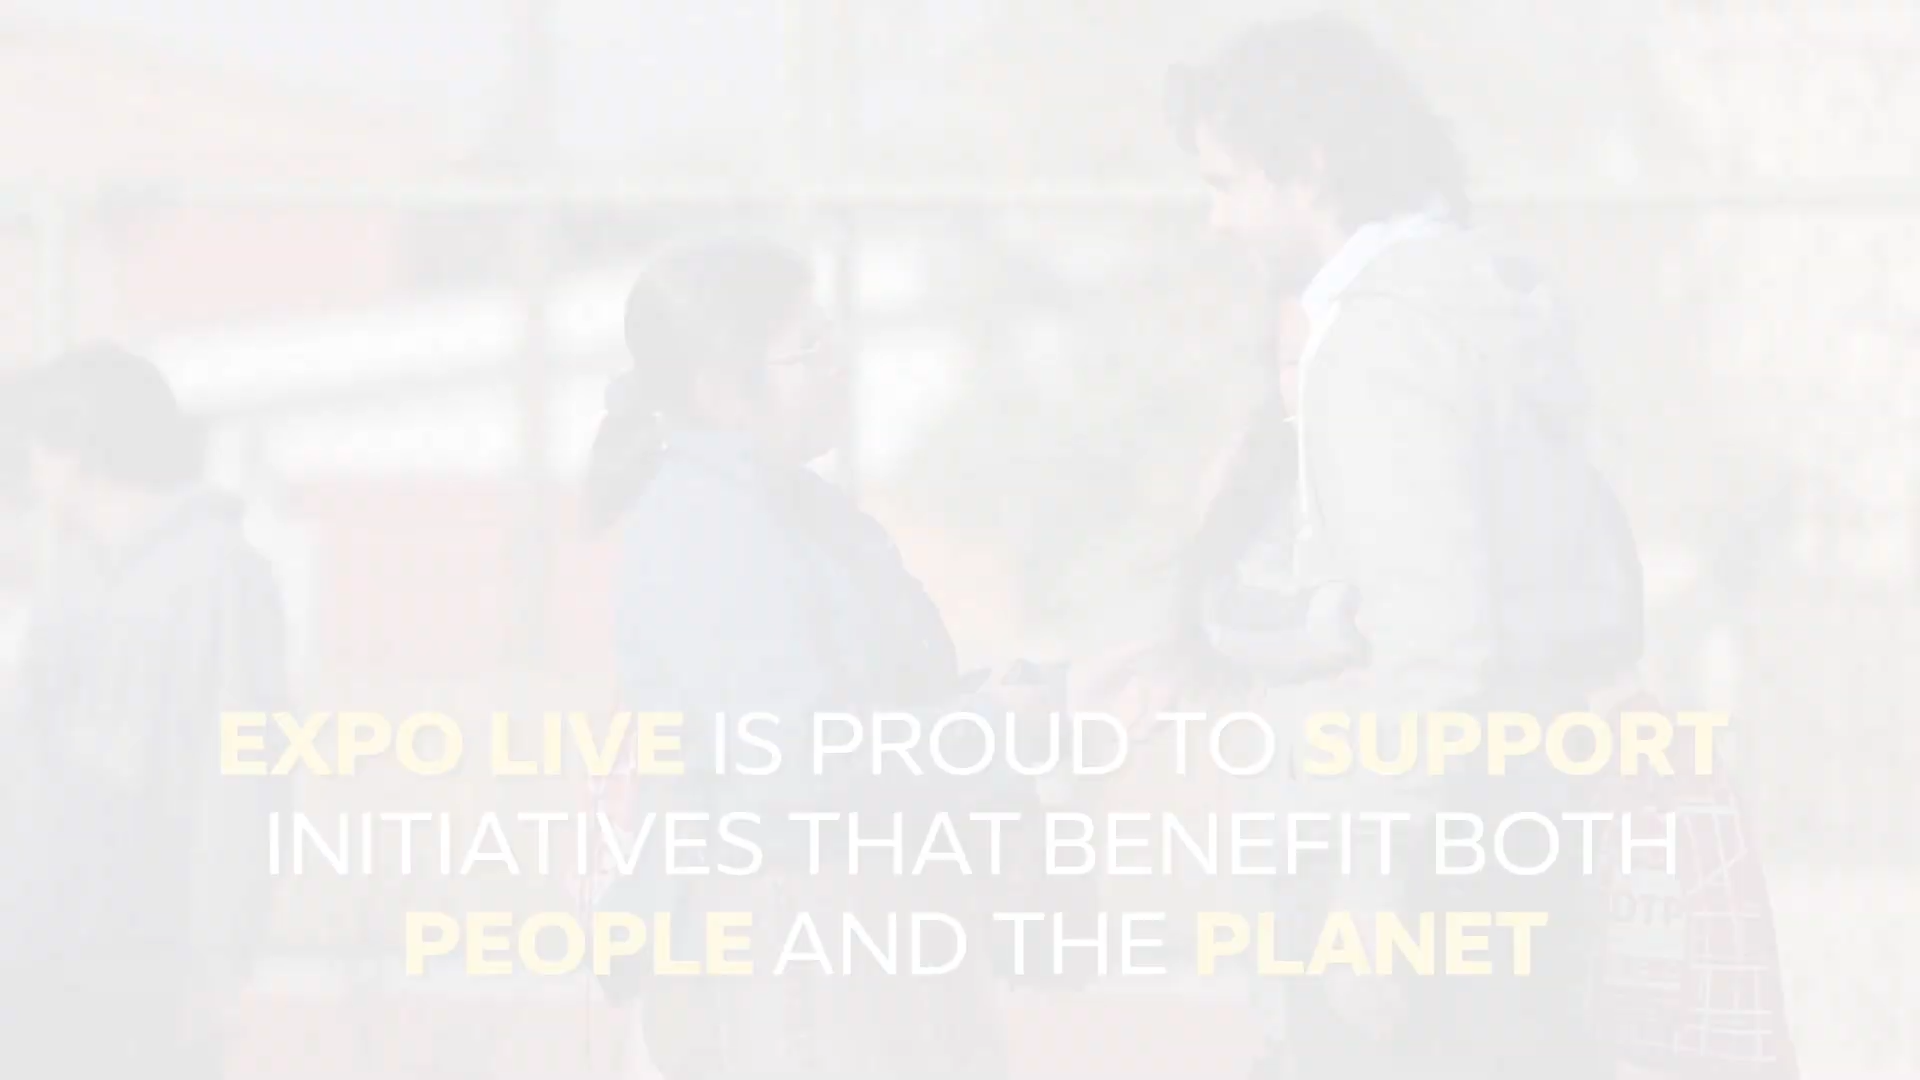 EXPO LIVE IS PROUD TO SUPPORT
INITIATIVES THAT BENEFIT BOTH
PEOPLE AND THE PLANET